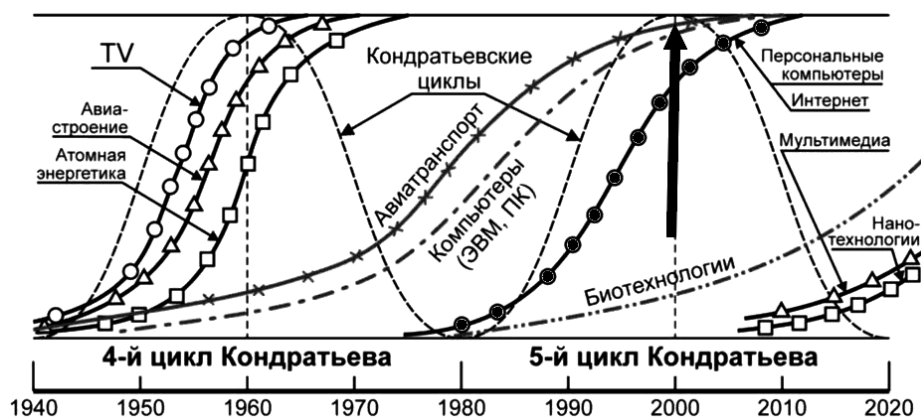 TV
Авиа-
строение
Атомная
энергетика
Кондратьевские
циклы
Авиатранспорт
Компьютеры
(ЭВМ, ПК)
Персональные
компьютеры
Интернет
Мультимедиа
Нано-
технологии
Биотехнологии
4-й цикл Кондратьева
5-й цикл Кондратьева
1940 1950 1960 1970 1980 1990 2000 2010 2020